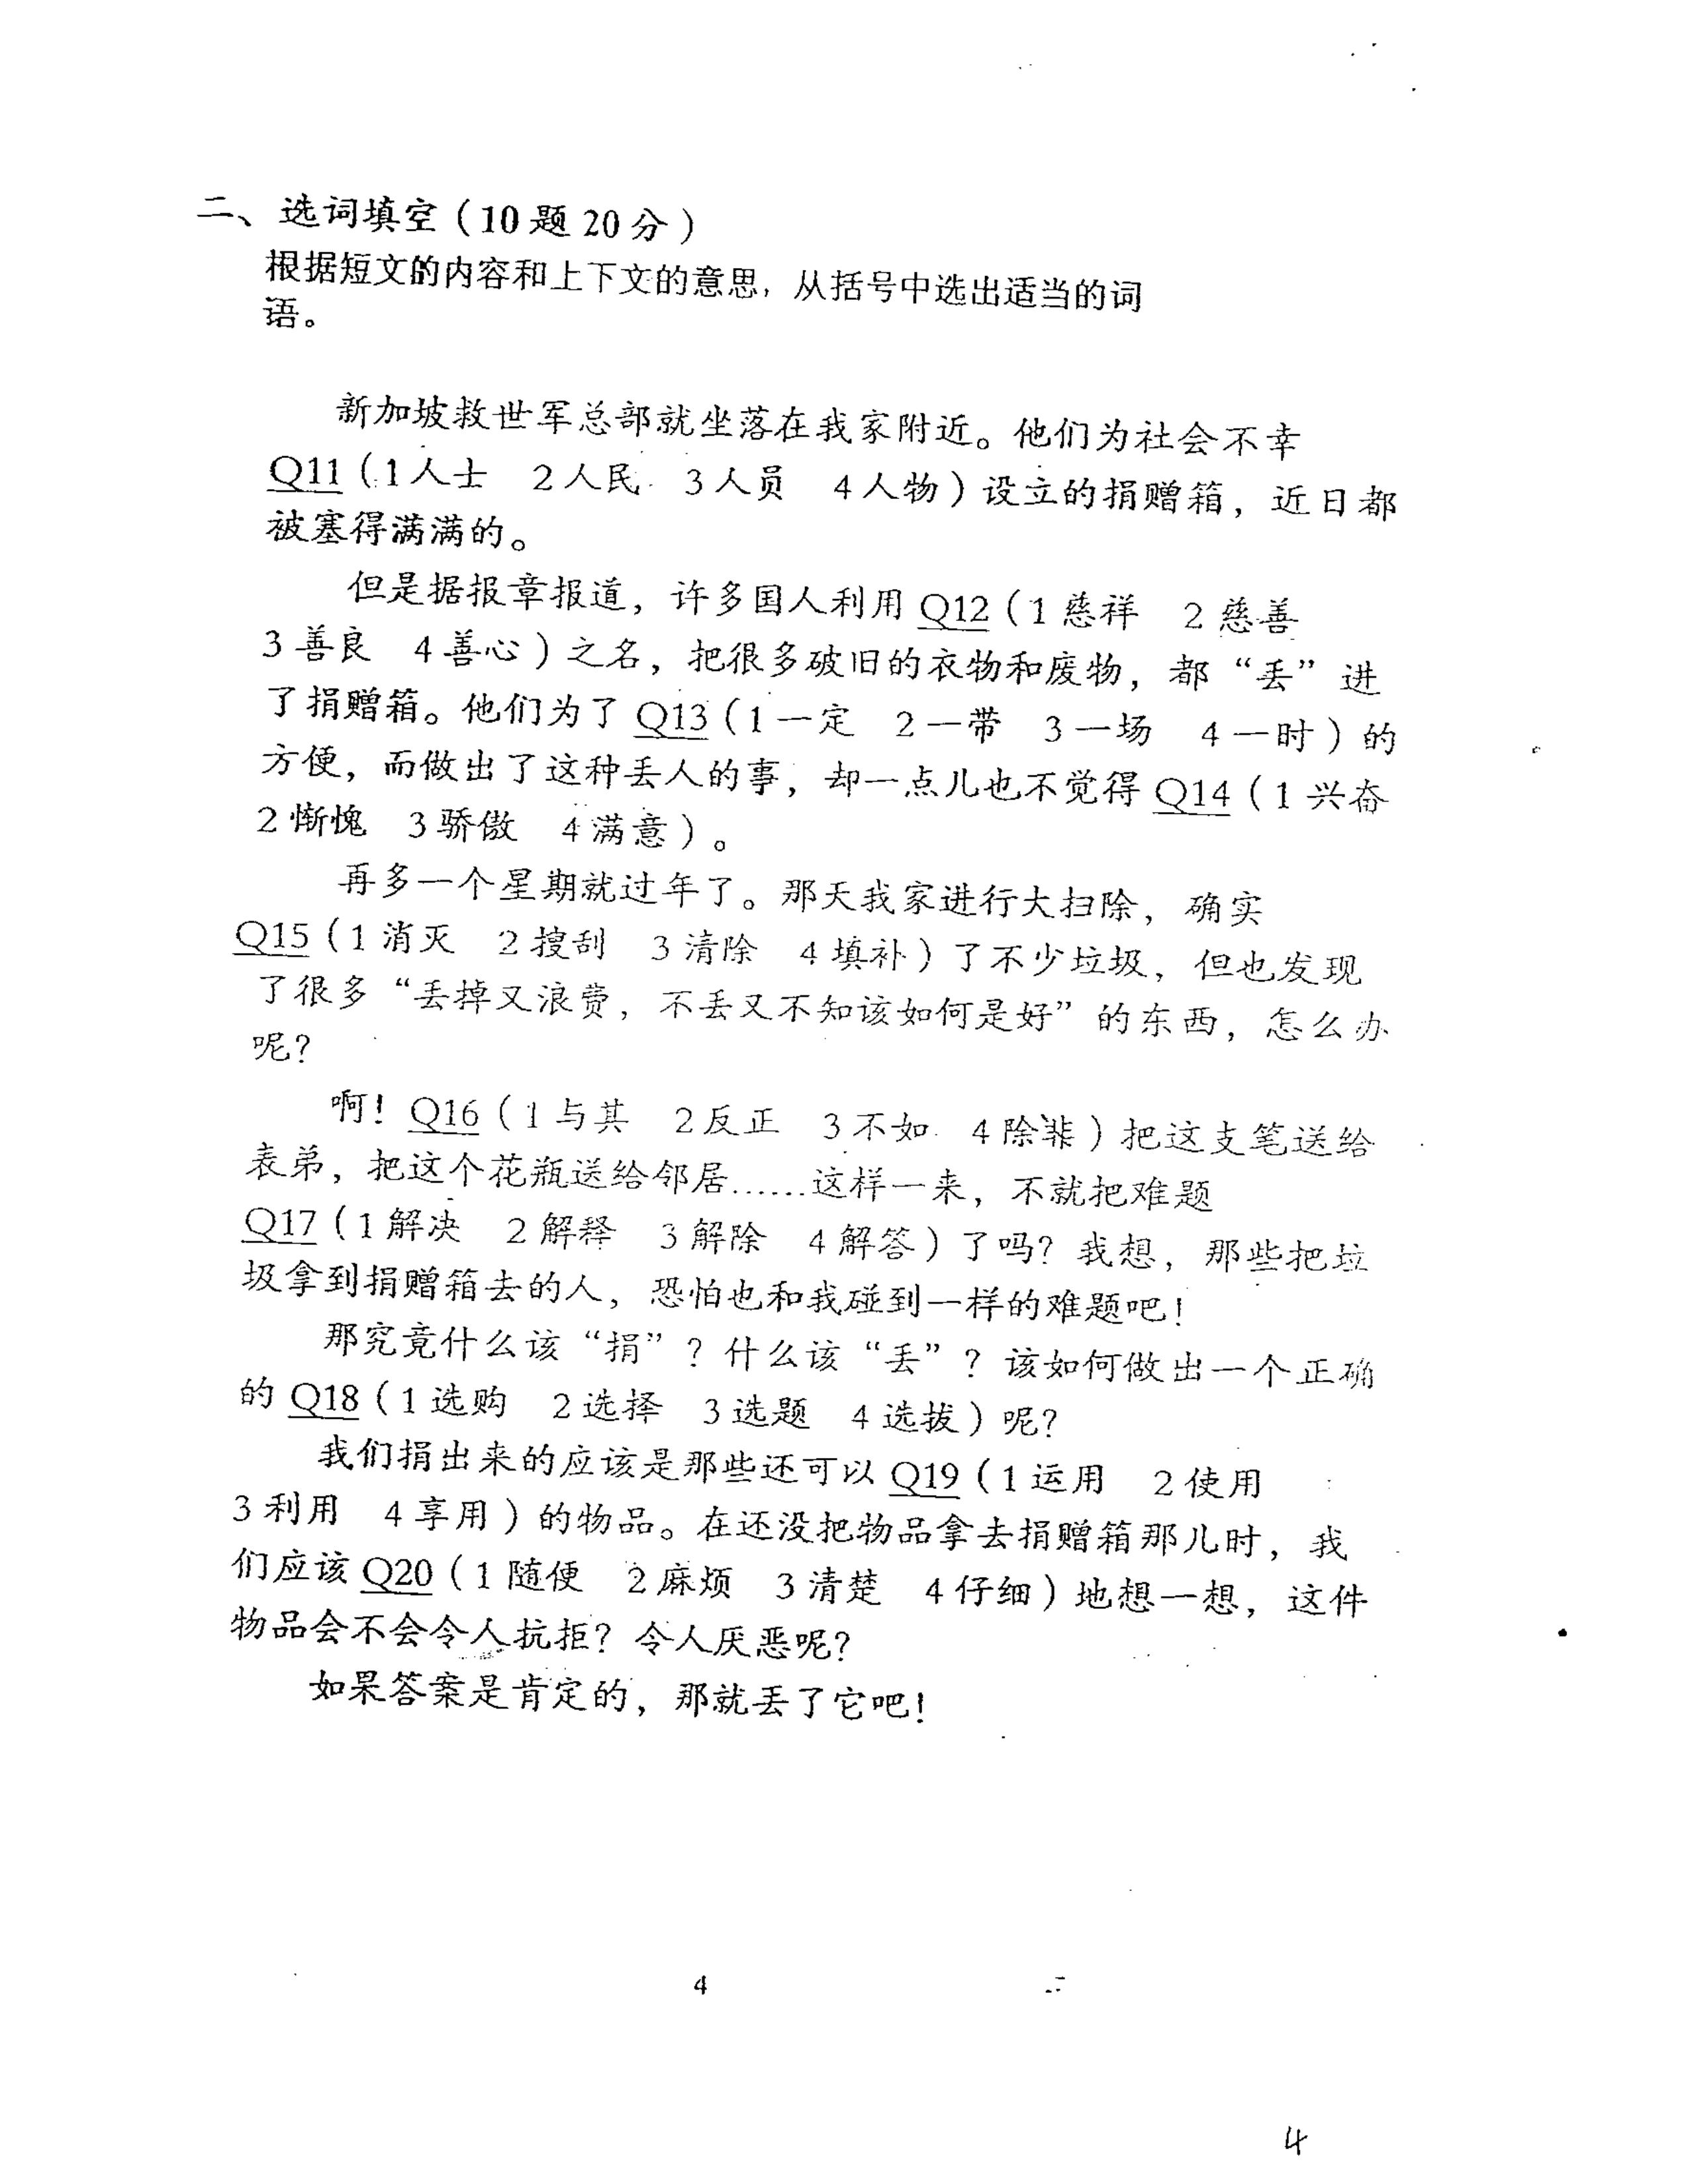 二、选词填空（10题20分）
根据短文的内容和上下文的意思，从括号中选出适当的词
语。
新加坡救世军总部就坐落在我家附近。他们为社会不幸
Q11（1人士 2人民 3人员 4人物）设立的捐赠箱，近日都
被塞得满满的。
但是据报章报道，许多国人利用Q12（1慈祥 2慈善
3善良 4善心）之名，把很多破旧的衣物和废物，都“丢”进
了捐赠箱。他们为了Q13（1一定 2一带 3一场 4一时）的
方便，而做出了这种丢人的事，却一点儿也不觉得Q14（1兴奋
2惭愧 3骄傲 4满意）。
再多一个星期就过年了。那天我家进行大扫除，确实
Q15（1消灭 2搜刮 3清除 4填补）了不少垃圾，但也发现
了很多“丢掉又浪费，不丢又不知该如何是好”的东西，怎么办
呢？
啊！Q16（1与其 2反正 3不如 4除非）把这支笔送给
表弟，把这个花瓶送给邻居……这样一来，不就把难题
Q17（1解决 2解释 3解除 4解答）了吗？我想，那些把垃
圾拿到捐赠箱去的人，恐怕也和我碰到一样的难题吧！
那究竟什么该“捐”？什么该“丢”？该如何做出一个正确
的Q18（1选购 2选择 3选题 4选拔）呢？
我们捐出来的应该是那些还可以Q19（1运用 2使用
3利用 4享用）的物品。在还没把物品拿去捐赠箱那儿时，我
们应该Q20（1随便 2麻烦 3清楚 4仔细）地想一想，这件
物品会不会令人抗拒？令人厌恶呢？
如果答案是肯定的，那就丢了它吧！
4
4